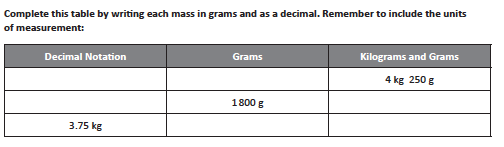 Complete this table by writing each mass in grams and as a decimal. Remember to include the units
of measurement:
Decimal Notation Grams Kilograms and Grams
4 kg 250 g
1800 g
3.75 kg